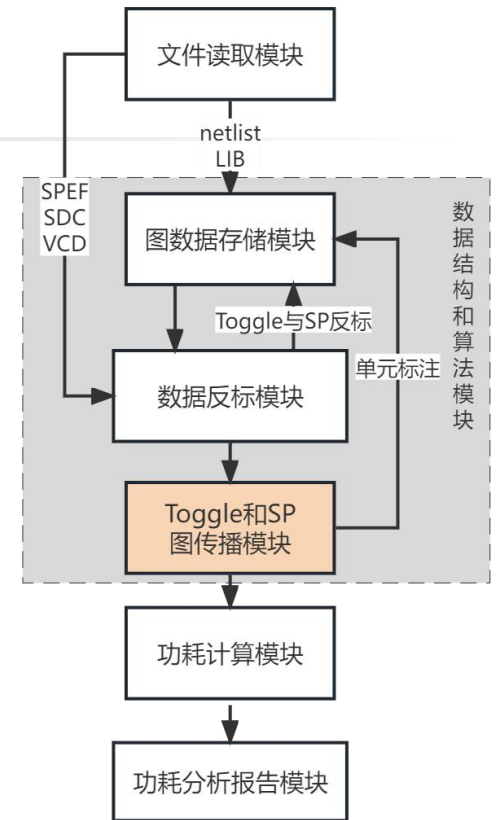 文件读取模块
netlist
LIB
SPEF
SDC
VCD
图数据存储模块
数据结构和算法模块
Toggle与SP反标
单元标注
数据反标模块
Toggle和SP
图传播模块
功耗计算模块
功耗分析报告模块